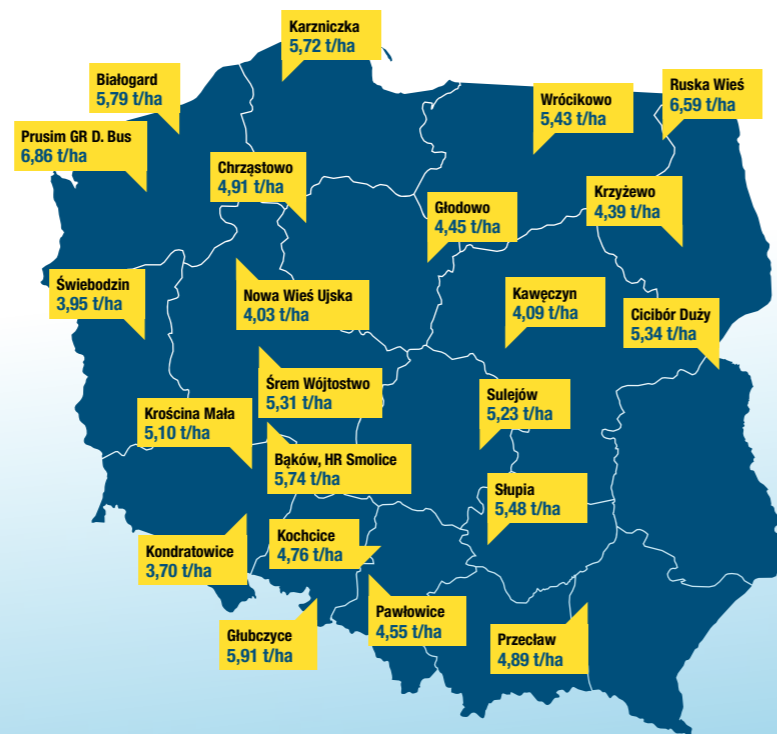 Karzniczka
5,72 t/ha
Białogard
5,79 t/ha
Ruska Wieś
6,59 t/ha
Wrócikowo
5,43 t/ha
Prusim GR D. Bus
6,86 t/ha
Chrząstowo
4,91 t/ha
Krzyżewo
4,39 t/ha
Głodowo
4,45 t/ha
Świebodzin
3,95 t/ha
Nowa Wieś Ujska
4,03 t/ha
Kawęczyn
4,09 t/ha
Cicibór Duży
5,34 t/ha
Śrem Wójtostwo
5,31 t/ha
Sulejów
5,23 t/ha
Krościna Mała
5,10 t/ha
Bąków, HR Smolice
5,74 t/ha
Słupia
5,48 t/ha
Kochcice
4,76 t/ha
Kondratowice
3,70 t/ha
Pawłowice
4,55 t/ha
Głubczyce
5,91 t/ha
Przecław
4,89 t/ha